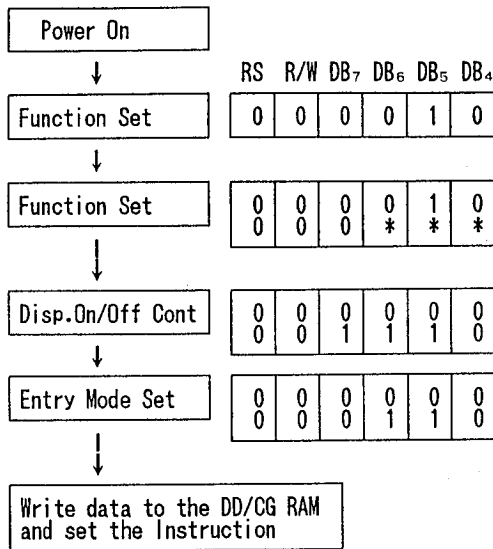 Power On
RS R/W DB₇ DB₆ DB₅ DB₄
Function Set 0 0 0 0 1 0
Function Set 0 0 0 0 1 0
0 0 0 * * *
Disp.On/Off Cont 0 0 0 0 0 0
0 0 1 1 1 0
Entry Mode Set 0 0 0 0 0 0
0 0 0 1 1 0
Write data to the DD/CG RAM
and set the Instruction